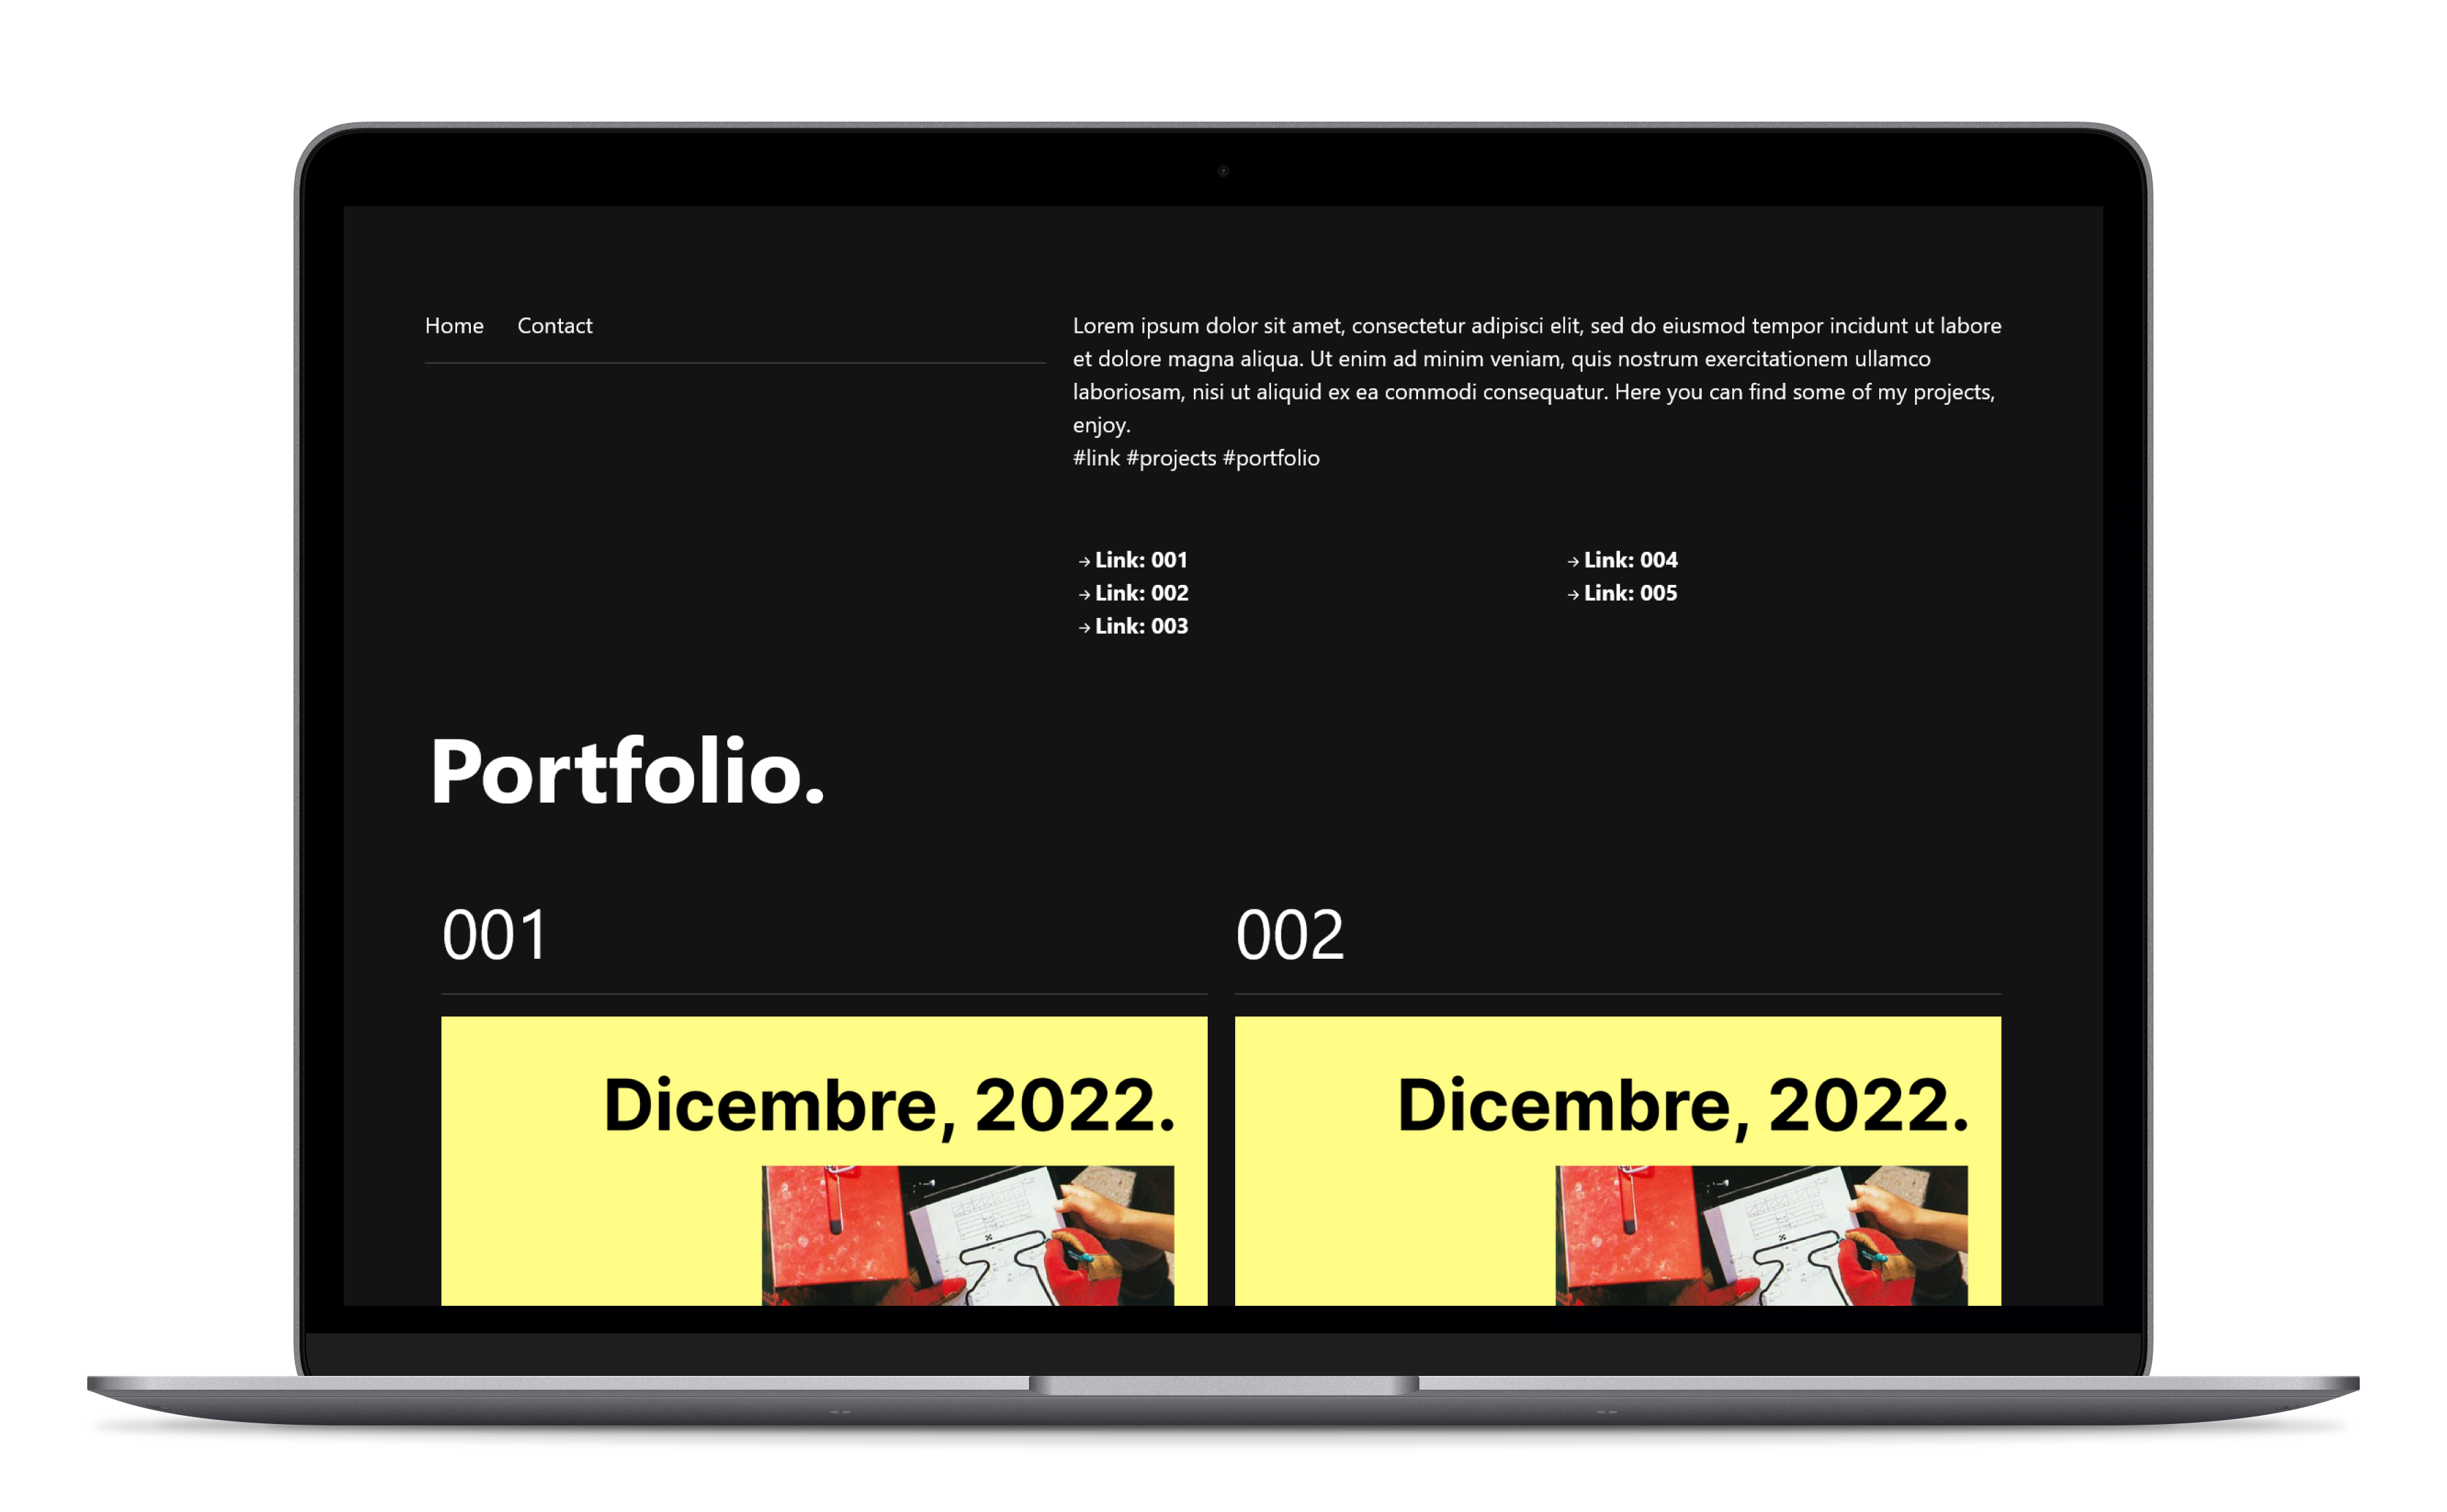 Home Contact
Lorem ipsum dolor sit amet, consectetur adipisci elit, sed do eiusmod tempor incidunt ut labore
et dolore magna aliqua. Ut enim ad minim veniam, quis nostrum exercitationem ullamco
laboriosam, nisi ut aliquid ex ea commodi consequatur. Here you can find some of my projects,
enjoy.
#link #projects #portfolio
→ Link: 001
→ Link: 002
→ Link: 003
→ Link: 004
→ Link: 005
Portfolio.
001
002
Dicembre, 2022.
Dicembre, 2022.